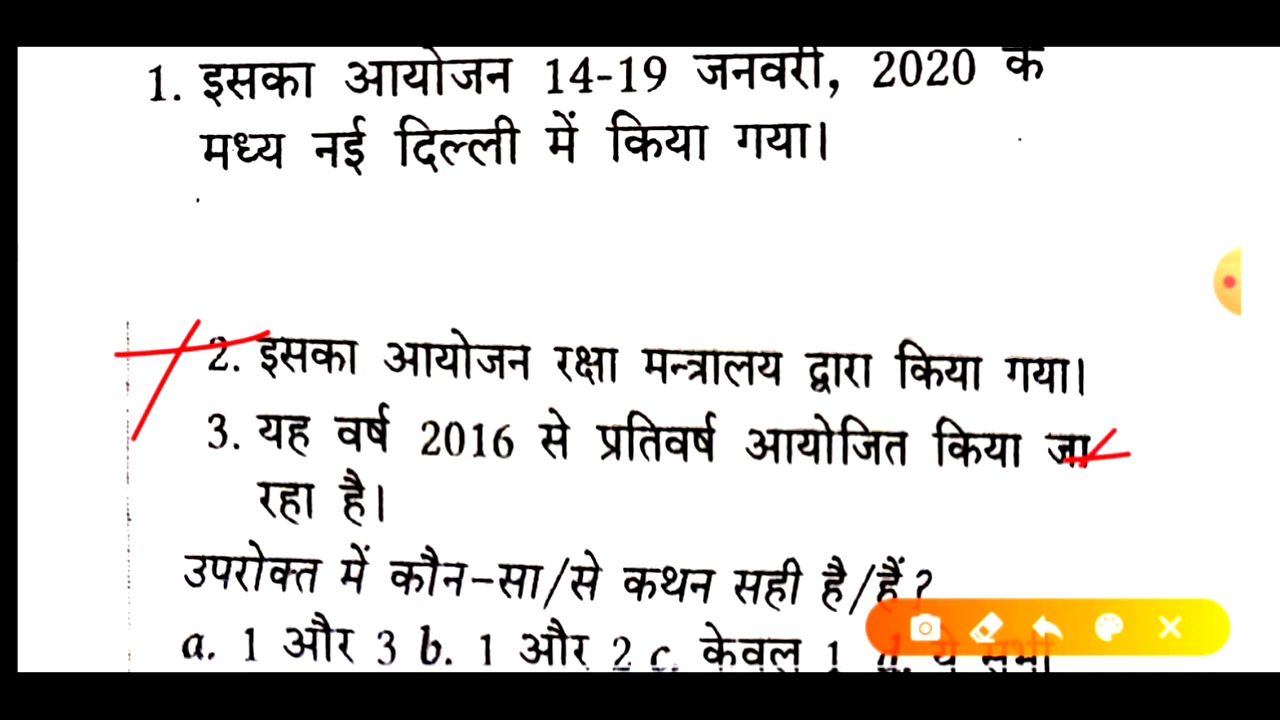 1. इसका आयोजन 14-19 जनवरी, 2020 के
मध्य नई दिल्ली में किया गया।
2. इसका आयोजन रक्षा मन्त्रालय द्वारा किया गया।
3. यह वर्ष 2016 से प्रतिवर्ष आयोजित किया जा
रहा है।
उपरोक्त में कौन-सा/से कथन सही है/हैं?
a. 1 और 3 b. 1 और 2 c. केवल 1 d. ये सभी